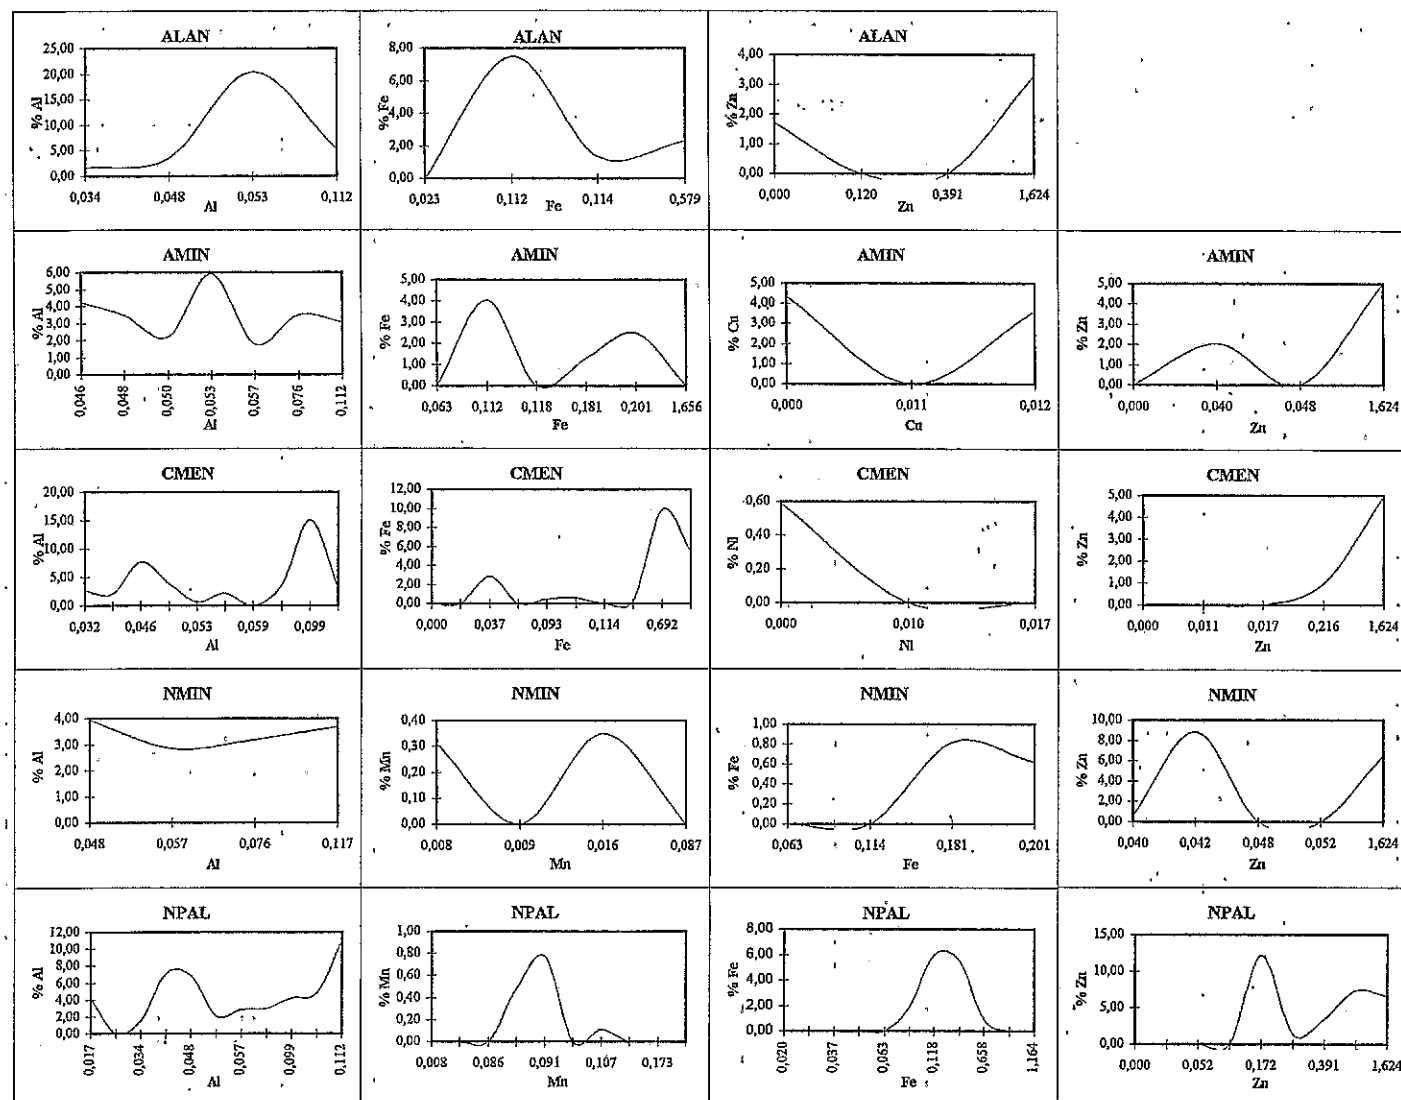 ALAN
25,00
20,00
15,00
10,00
5,00
0,00
% Al
0,034 0,048 0,053 0,112
Al
ALAN
8,00
6,00
4,00
2,00
0,00
% Fe
0,023 0,112 0,114 0,579
Fe
ALAN
4,00
3,00
2,00
1,00
0,00
% Zn
0,000 0,120 0,391 1,624
Zn
AMIN
6,00
5,00
4,00
3,00
2,00
1,00
0,00
% Al
0,046 0,048 0,050 0,053 0,057 0,076 0,112
Al
AMIN
5,00
4,00
3,00
2,00
1,00
0,00
% Fe
0,063 0,112 0,118 0,181 0,201 1,656
Fe
AMIN
5,00
4,00
3,00
2,00
1,00
0,00
% Cu
0,000 0,011 0,012
Cu
AMIN
5,00
4,00
3,00
2,00
1,00
0,00
% Zn
0,000 0,040 0,048 1,624
Zn
CMEN
20,00
15,00
10,00
5,00
0,00
% Al
0,032 0,046 0,053 0,059 0,099
Al
CMEN
12,00
10,00
8,00
6,00
4,00
2,00
0,00
% Fe
0,000 0,037 0,093 0,114 0,692
Fe
CMEN
0,60
0,40
0,20
0,00
% Ni
0,000 0,010 0,017
Ni
CMEN
5,00
4,00
3,00
2,00
1,00
0,00
% Zn
0,000 0,011 0,017 0,216 1,624
Zn
NMIN
4,00
3,00
2,00
1,00
0,00
% Al
0,048 0,057 0,076 0,117
Al
NMIN
0,40
0,30
0,20
0,10
0,00
% Mn
0,008 0,009 0,016 0,087
Mn
NMIN
1,00
0,80
0,60
0,40
0,20
0,00
% Fe
0,063 0,114 0,181 0,201
Fe
NMIN
10,00
8,00
6,00
4,00
2,00
0,00
% Zn
0,040 0,042 0,048 0,052 1,624
Zn
NPAL
12,00
10,00
8,00
6,00
4,00
2,00
0,00
% Al
0,017 0,034 0,048 0,057 0,099 0,112
Al
NPAL
1,00
0,80
0,60
0,40
0,20
0,00
% Mn
0,008 0,086 0,091 0,107 0,173
Mn
NPAL
8,00
6,00
4,00
2,00
0,00
% Fe
0,020 0,037 0,063 0,118 0,658 1,164
Fe
NPAL
15,00
10,00
5,00
0,00
% Zn
0,000 0,052 0,172 0,391 1,624
Zn